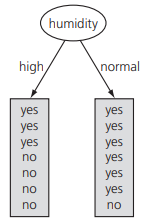 humidity
high
normal
yes
yes
yes
no
no
no
no
yes
yes
yes
yes
yes
yes
no